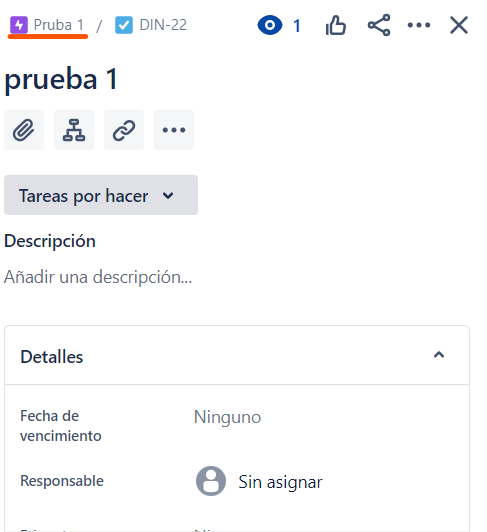 Pruba 1 / DIN-22 1
prueba 1
Tareas por hacer
Descripción
Añadir una descripción...
Detalles
Fecha de vencimiento Ninguno
Responsable Sin asignar